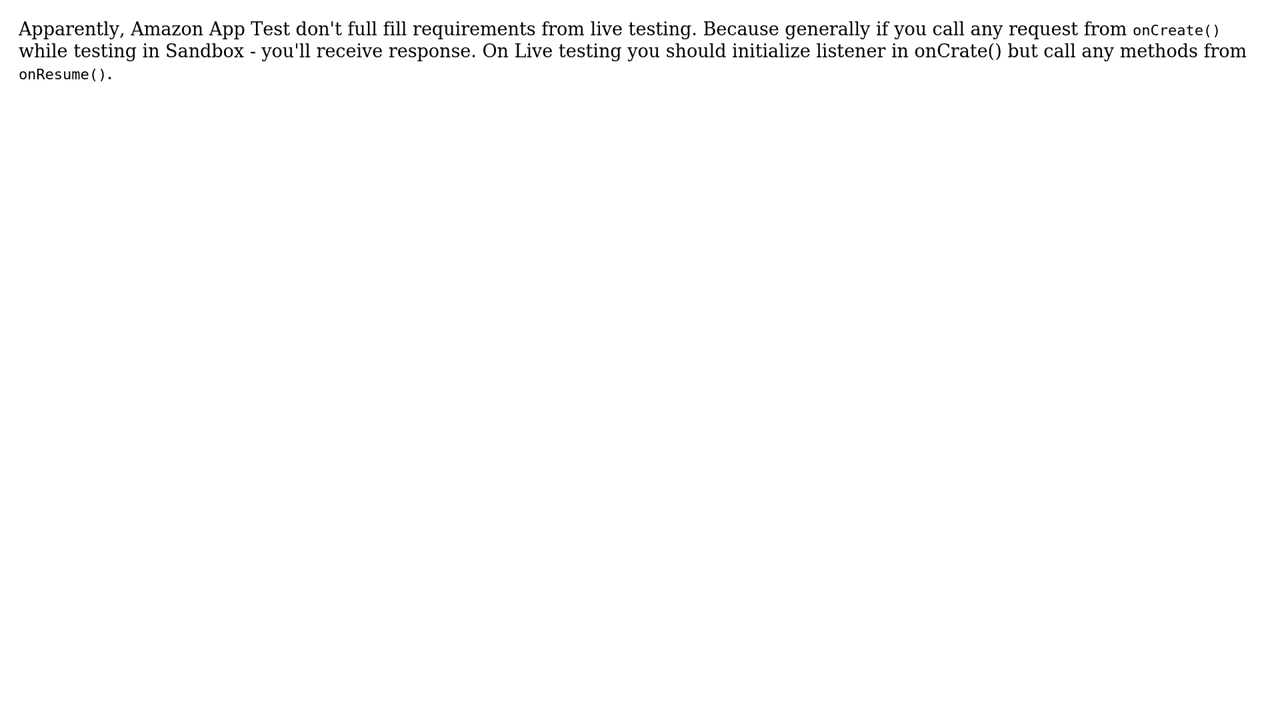 Apparently, Amazon App Test don't full fill requirements from live testing. Because generally if you call any request from onCreate()
while testing in Sandbox - you'll receive response. On Live testing you should initialize listener in onCrate() but call any methods from
onResume().